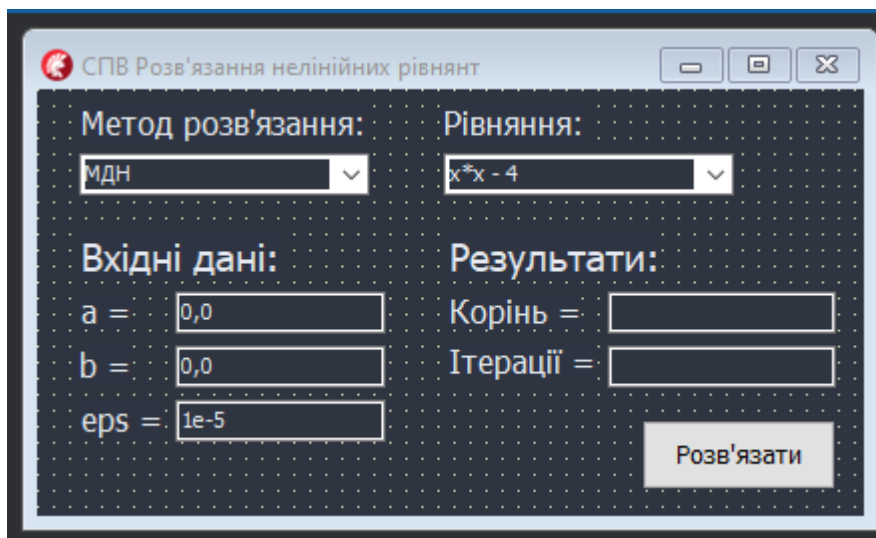 СПВ Розв'язання нелінійних рівнянт
Метод розв'язання:
Рівняння:
МДН
x*x - 4
Вхідні дані:
Результати:
a =
0,0
Корінь =
b =
0,0
Ітерації =
eps =
1e-5
Розв'язати